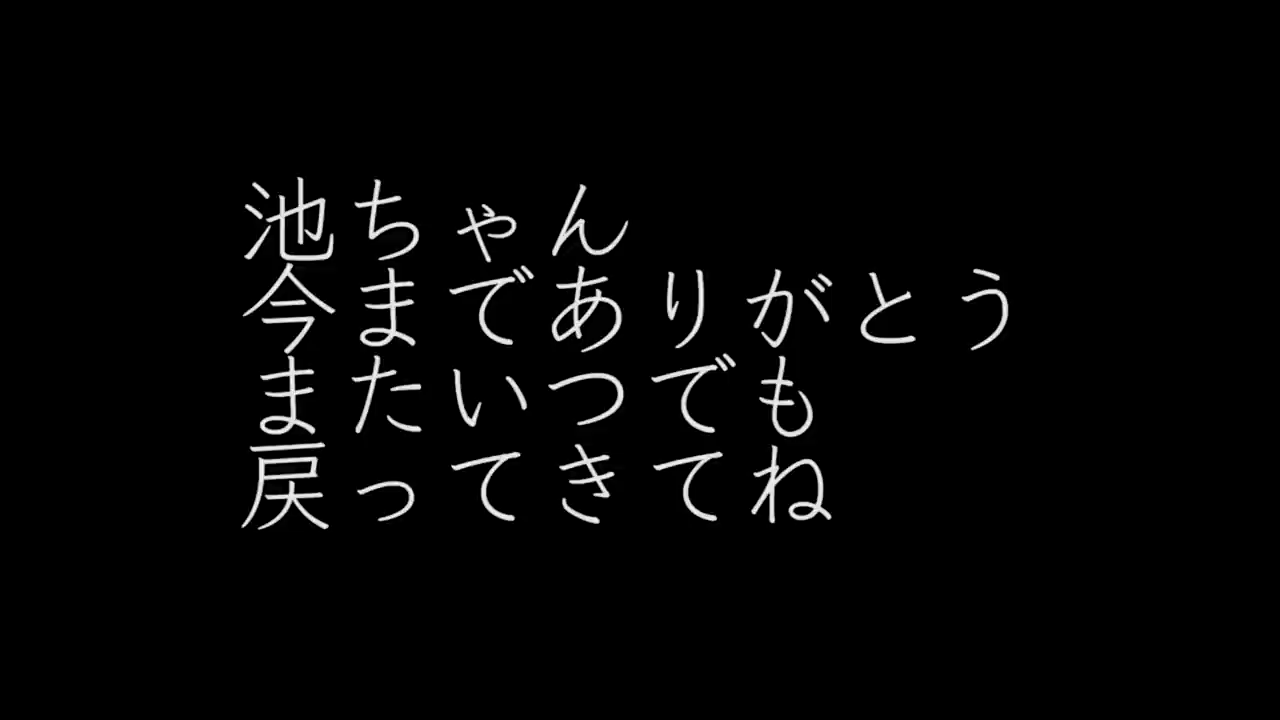 池ちゃん
今までありがとう
またいつでも
戻ってきてね